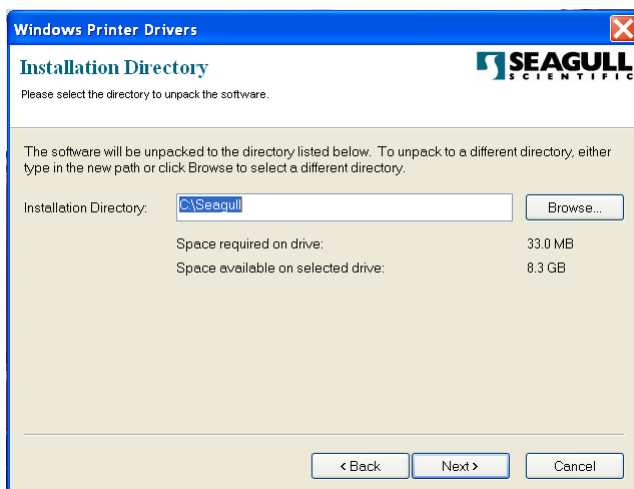 Windows Printer Drivers
Installation Directory
SEAGULL
SCIENTIFIC
Please select the directory to unpack the software.
The software will be unpacked to the directory listed below. To unpack to a different directory, either
type in the new path or click Browse to select a different directory.
Installation Directory: C:\Seagull Browse...
Space required on drive: 33.0 MB
Space available on selected drive: 8.3 GB
< Back Next > Cancel